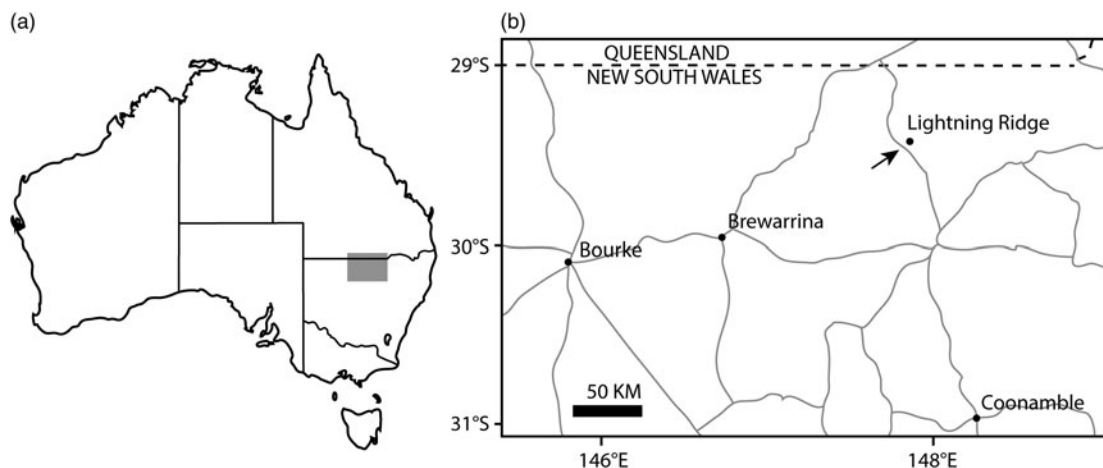 (a)
(b)
QUEENSLAND
29°S
NEW SOUTH WALES
Lightning Ridge
Brewarrina
30°S
Bourke
50 KM
Coonamble
31°S
146°E
148°E